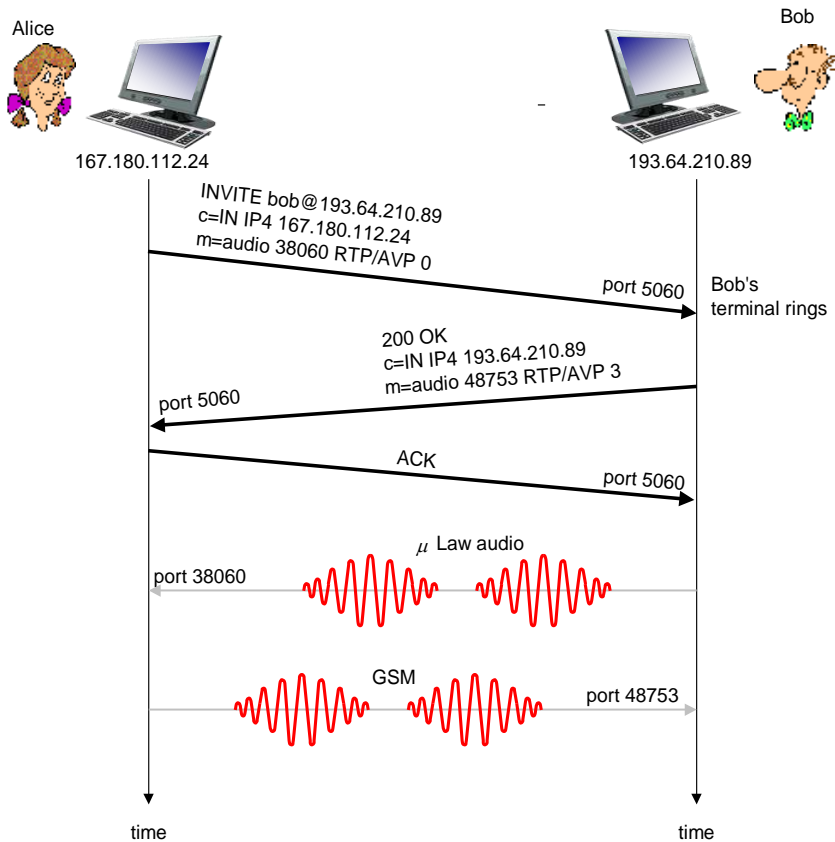 Alice
Bob
167.180.112.24
193.64.210.89
INVITE bob@193.64.210.89
c=IN IP4 167.180.112.24
m=audio 38060 RTP/AVP 0
port 5060
Bob's
terminal rings
200 OK
c=IN IP4 193.64.210.89
m=audio 48753 RTP/AVP 3
port 5060
ACK
port 5060
μ Law audio
port 38060
GSM
port 48753
time
time